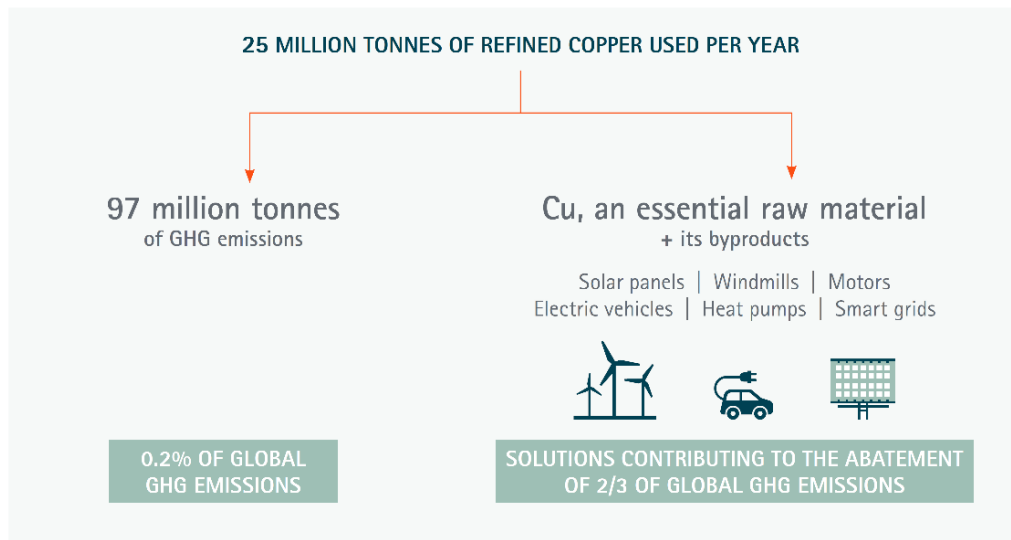 25 MILLION TONNES OF REFINED COPPER USED PER YEAR
97 million tonnes
of GHG emissions
0.2% OF GLOBAL
GHG EMISSIONS
Cu, an essential raw material
+ its byproducts
Solar panels | Windmills | Motors
Electric vehicles | Heat pumps | Smart grids
SOLUTIONS CONTRIBUTING TO THE ABATEMENT
OF 2/3 OF GLOBAL GHG EMISSIONS